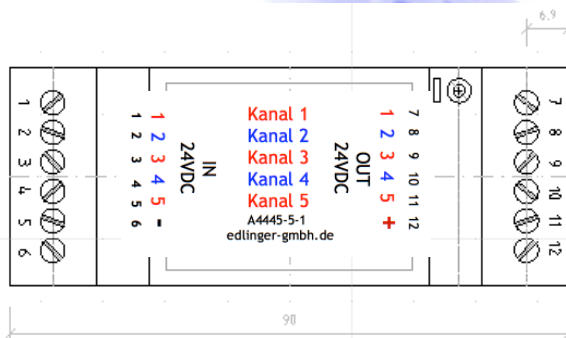 6.9
1
2
3
4
5
6
1 1
2 2
3 3
4 4
5 5
6 -
IN
24VDC
Kanal 1
Kanal 2
Kanal 3
Kanal 4
Kanal 5
A4445-5-1
edlinger-gmbh.de
OUT
24VDC
1 7
2 8
3 9
4 10
5 11
+ 12
7
8
9
10
11
12
90